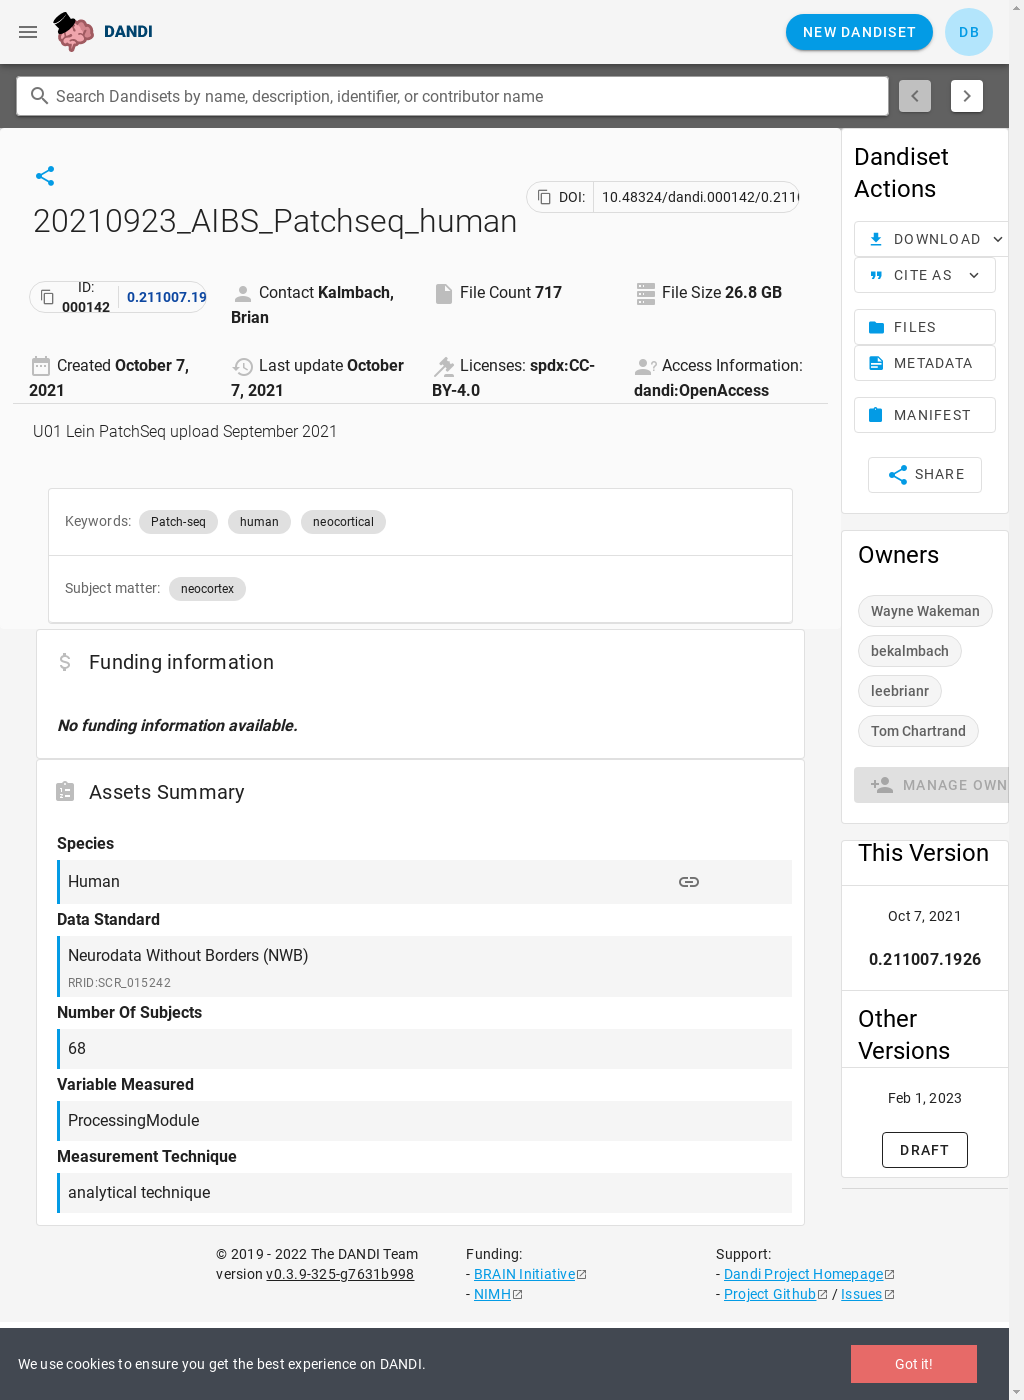 DANDI
NEW DANDISET
DB
Search Dandisets by name, description, identifier, or contributor name
20210923_AIBS_Patchseq_human
DOI: 10.48324/dandi.000142/0.211
ID: 000142 0.211007.19
Contact Kalmbach, Brian
File Count 717
File Size 26.8 GB
Created October 7, 2021
Last update October 7, 2021
Licenses: spdx:CC-BY-4.0
Access Information: dandi:OpenAccess
U01 Lein PatchSeq upload September 2021
Keywords: Patch-seq human neocortical
Subject matter: neocortex
Funding information
No funding information available.
Assets Summary
Species
Human
Data Standard
Neurodata Without Borders (NWB)
RRID:SCR_015242
Number Of Subjects
68
Variable Measured
ProcessingModule
Measurement Technique
analytical technique
Dandiset
Actions
DOWNLOAD
CITE AS
FILES
METADATA
MANIFEST
SHARE
Owners
Wayne Wakeman
bekalmbach
leebrianr
Tom Chartrand
MANAGE OWN
This Version
Oct 7, 2021
0.211007.1926
Other
Versions
Feb 1, 2023
DRAFT
© 2019 - 2022 The DANDI Team
version v0.3.9-325-g7631b998
Funding:
- BRAIN Initiative
- NIMH
Support:
- Dandi Project Homepage
- Project Github / Issues
We use cookies to ensure you get the best experience on DANDI.
Got it!